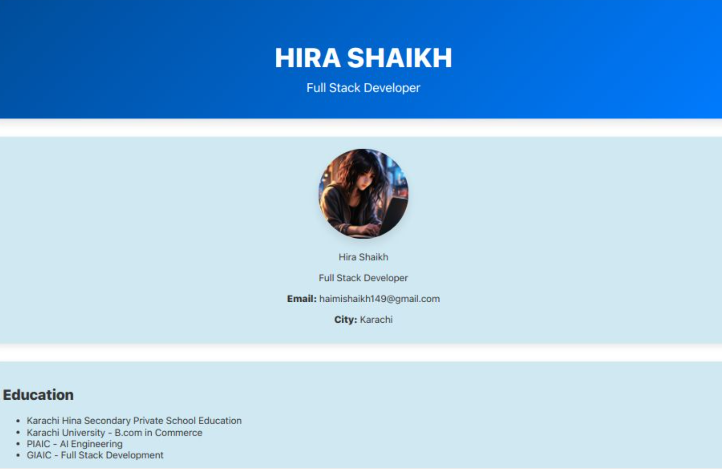 HIRA SHAIKH
Full Stack Developer
Hira Shaikh
Full Stack Developer
Email: haimishaikh149@gmail.com
City: Karachi
Education
• Karachi Hina Secondary Private School Education
• Karachi University - B.com in Commerce
• PIAIC - AI Engineering
• GIAIC - Full Stack Development